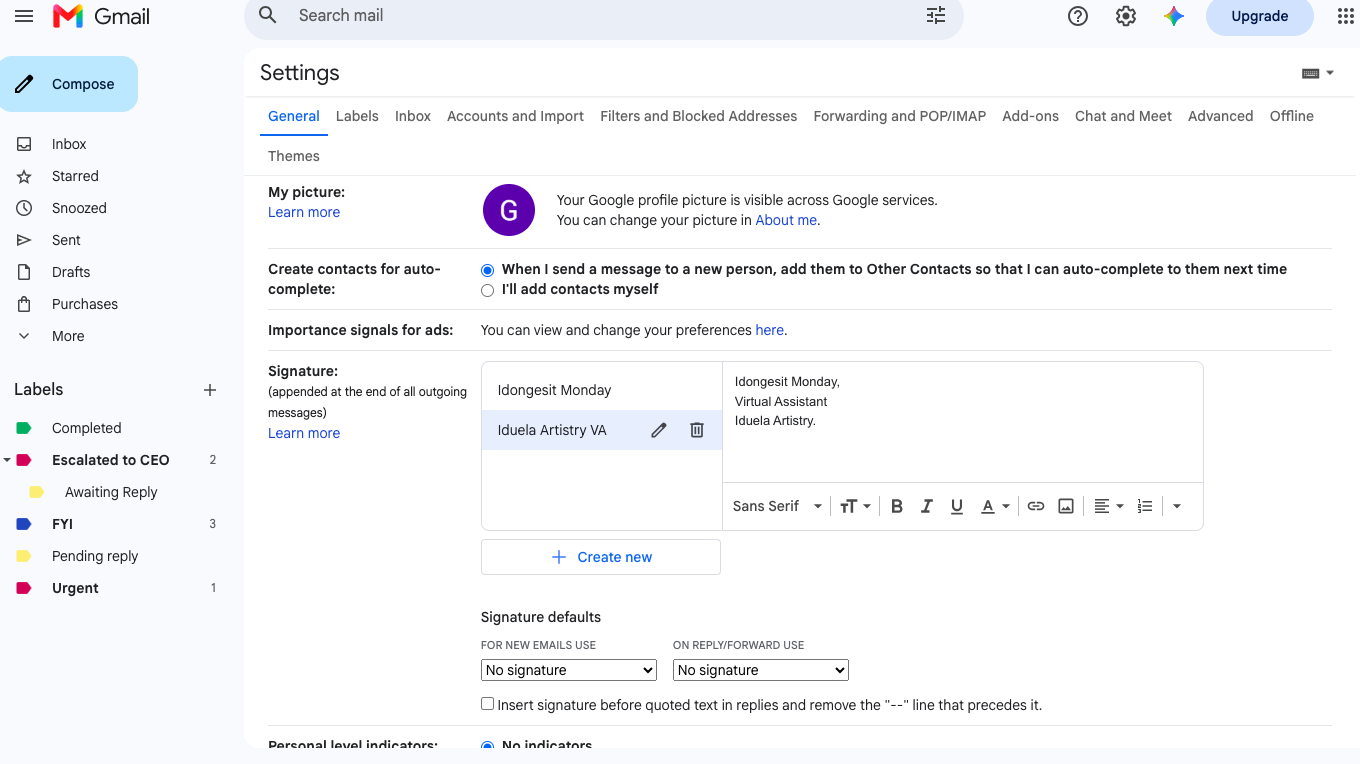 Gmail
Search mail
Upgrade
Compose
Inbox
Starred
Snoozed
Sent
Drafts
Purchases
More
Labels
Completed
Escalated to CEO 2
Awaiting Reply
FYI 3
Pending reply
Urgent 1
Settings
General Labels Inbox Accounts and Import Filters and Blocked Addresses Forwarding and POP/IMAP Add-ons Chat and Meet Advanced Offline
Themes
My picture:
Learn more
G
Your Google profile picture is visible across Google services.
You can change your picture in About me.
Create contacts for auto-
complete:
When I send a message to a new person, add them to Other Contacts so that I can auto-complete to them next time
I'll add contacts myself
Importance signals for ads:
You can view and change your preferences here.
Signature:
(appended at the end of all outgoing
messages)
Learn more
Idongesit Monday
Iduela Artistry VA
Idongesit Monday,
Virtual Assistant
Iduela Artistry.
Sans Serif
Create new
Signature defaults
FOR NEW EMAILS USE
No signature
ON REPLY/FORWARD USE
No signature
Insert signature before quoted text in replies and remove the "--" line that precedes it.
Personal level indicators:
No indicators